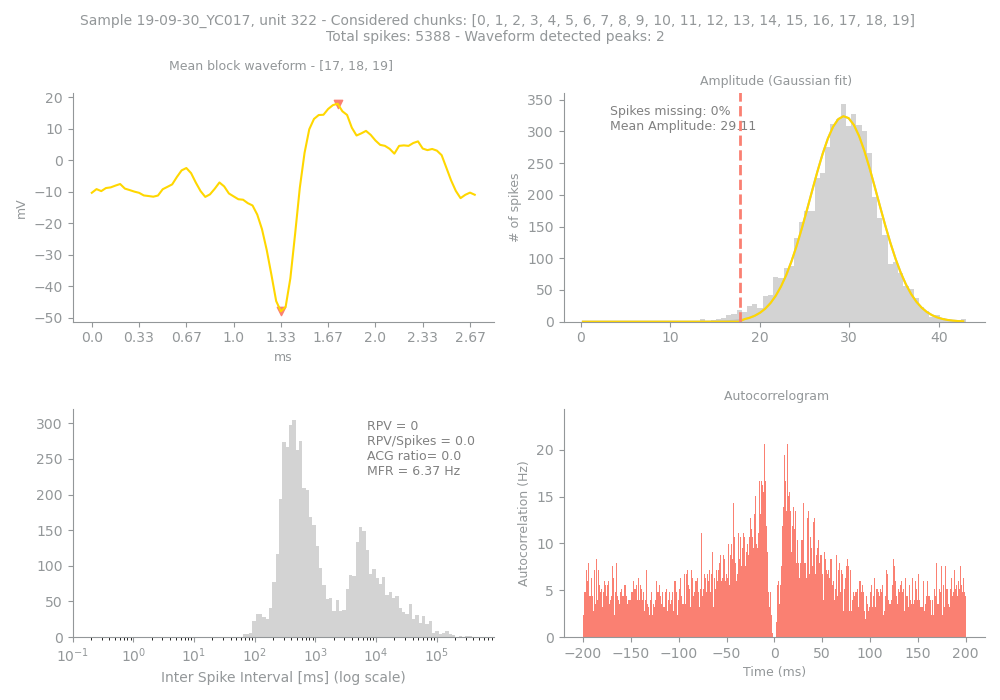 Sample 19-09-30_YC017, unit 322 - Considered chunks: [0, 1, 2, 3, 4, 5, 6, 7, 8, 9, 10, 11, 12, 13, 14, 15, 16, 17, 18, 19]
Total spikes: 5388 - Waveform detected peaks: 2
Mean block waveform - [17, 18, 19]
20
10
0
−10
−20
−30
−40
−50
mV
0.0 0.33 0.67 1.0 1.33 1.67 2.0 2.33 2.67
ms
Amplitude (Gaussian fit)
Spikes missing: 0%
Mean Amplitude: 29.11
350
300
250
200
150
100
50
0
# of spikes
0 10 20 30 40
RPV = 0
RPV/Spikes = 0.0
ACG ratio= 0.0
MFR = 6.37 Hz
300
250
200
150
100
50
0
10⁻¹ 10⁰ 10¹ 10² 10³ 10⁴ 10⁵
Inter Spike Interval [ms] (log scale)
Autocorrelogram
20
15
10
5
0
Autocorrelation (Hz)
−200 −150 −100 −50 0 50 100 150 200
Time (ms)